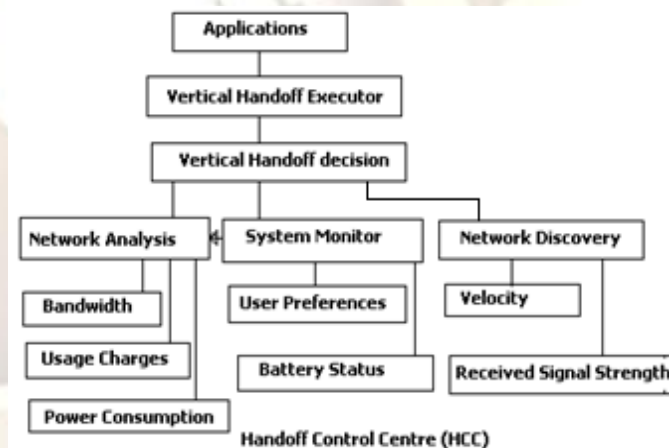 Applications
Vertical Handoff Executor
Vertical Handoff decision
Network Analysis
System Monitor
Network Discovery
Bandwidth
User Preferences
Velocity
Usage Charges
Battery Status
Received Signal Strength
Power Consumption
Handoff Control Centre (HCC)